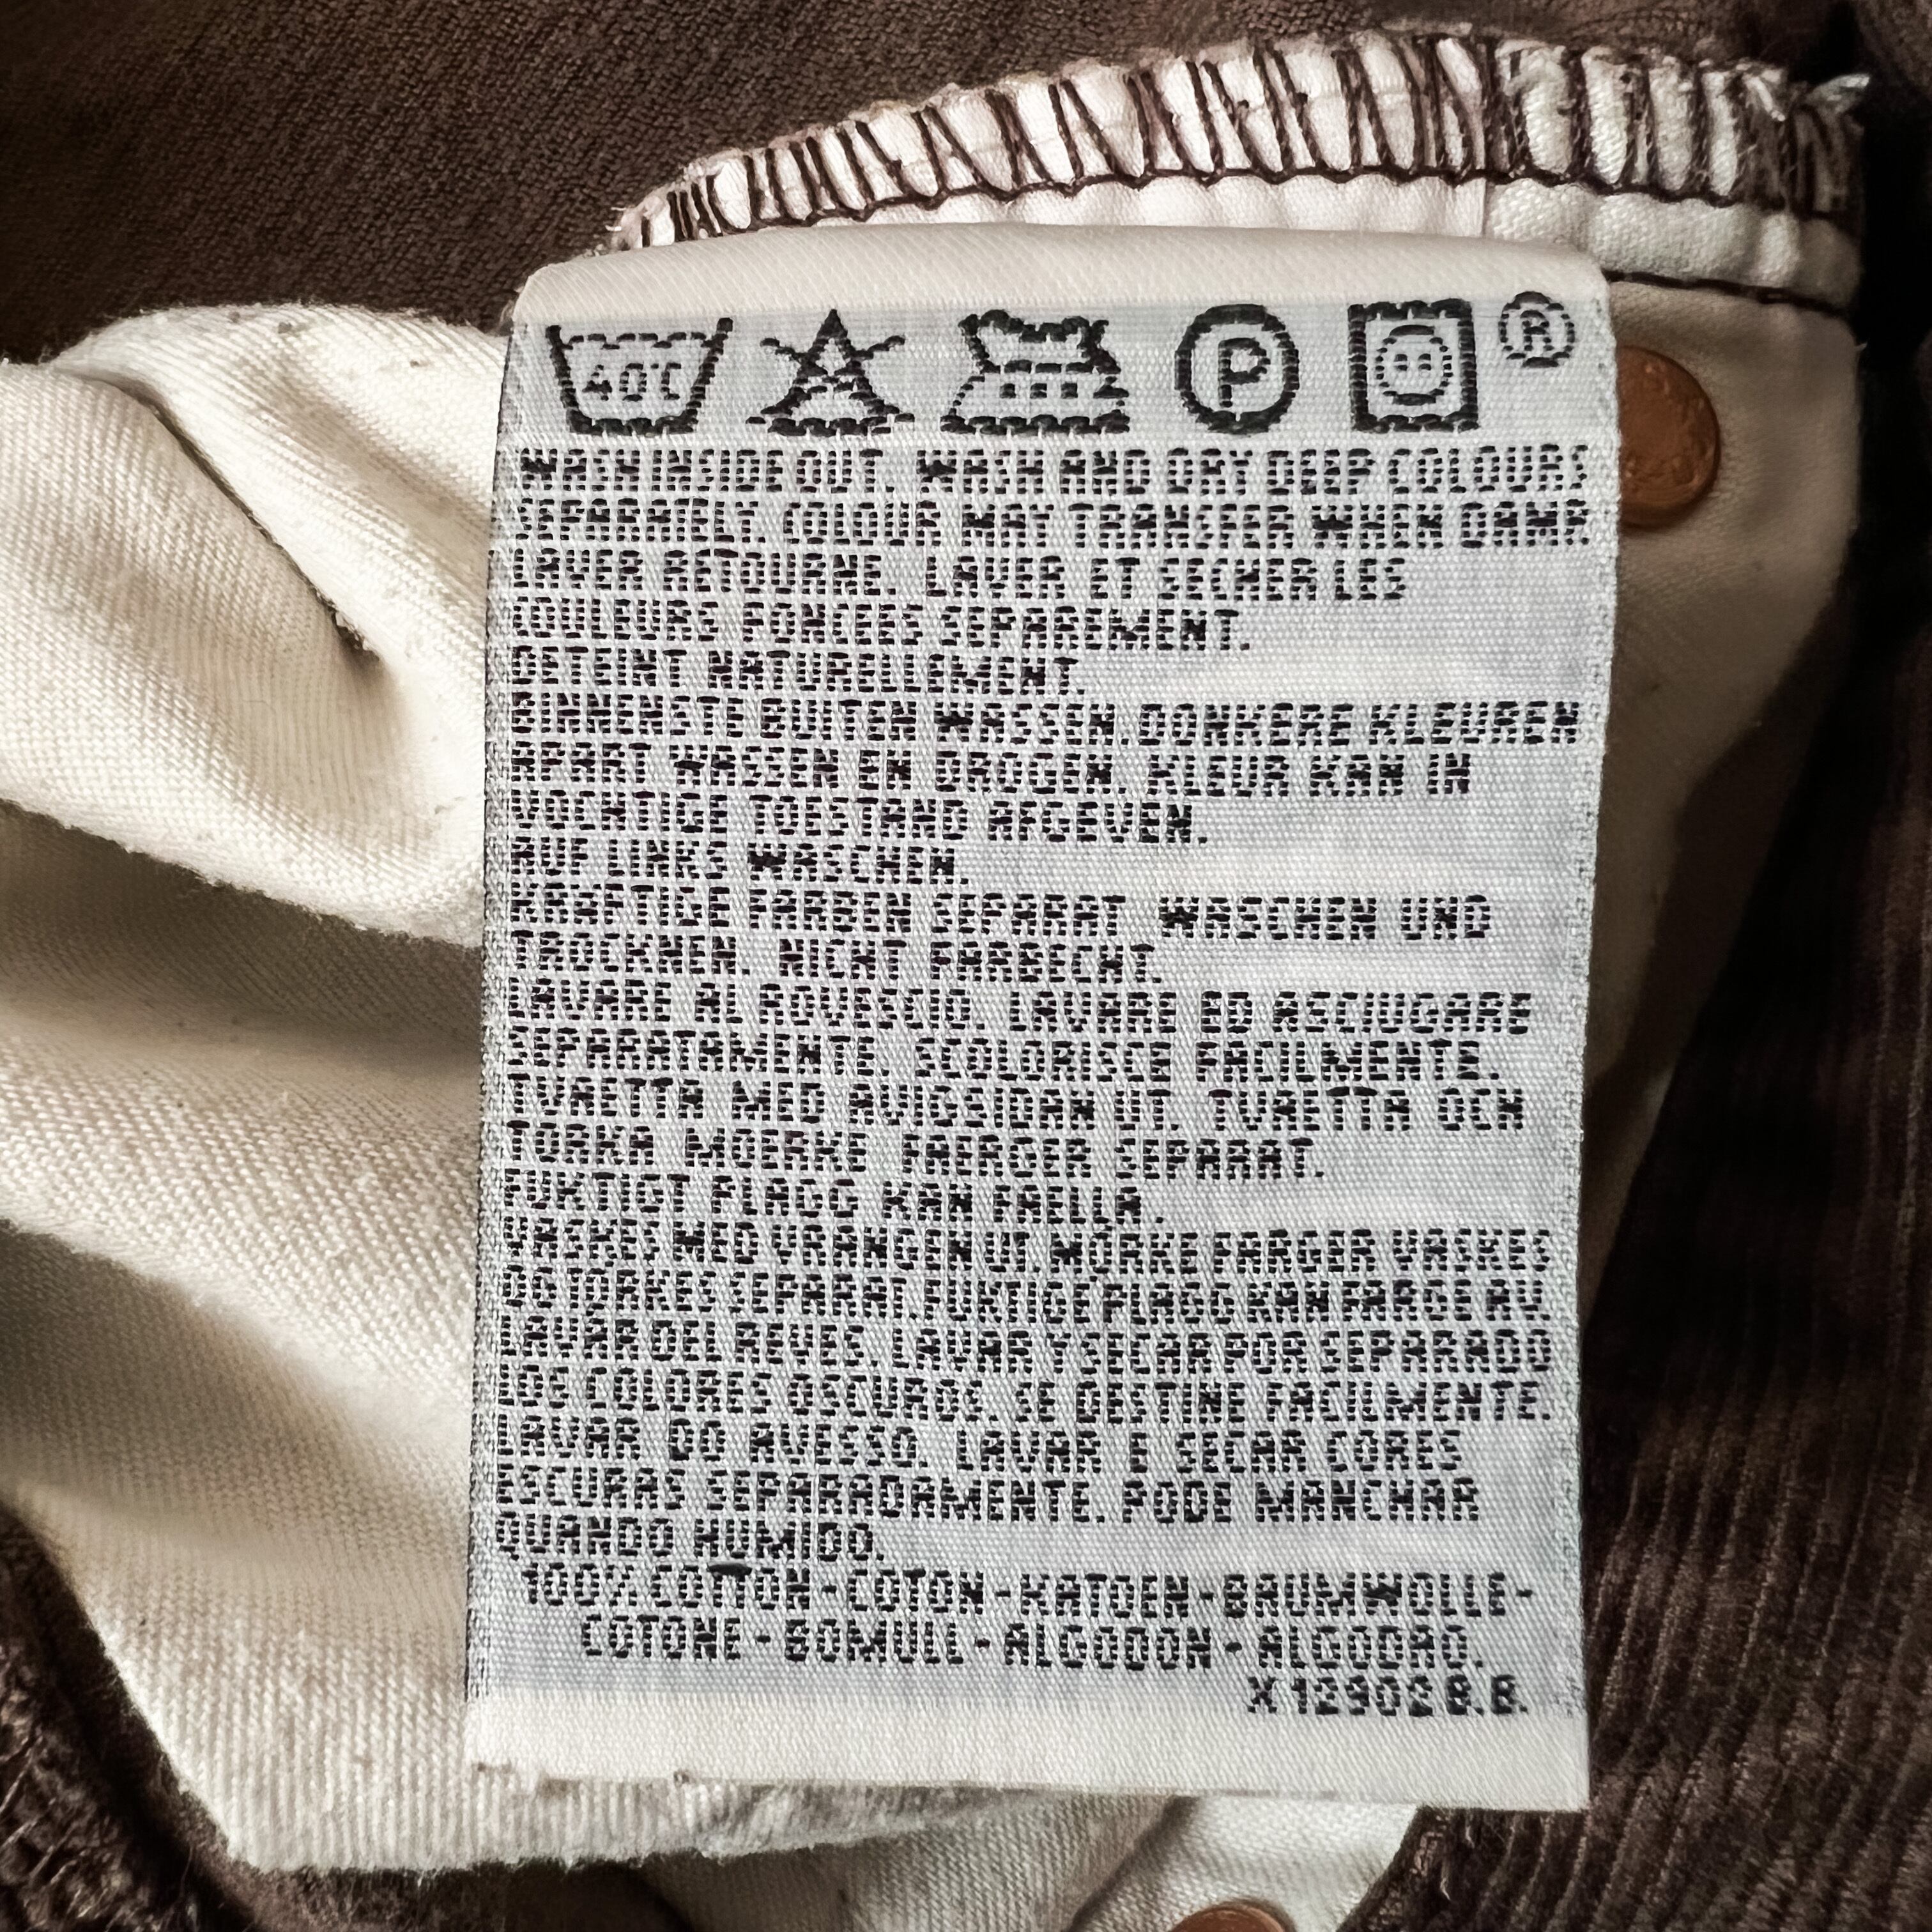 40°C P ®
WASH INSIDE OUT. WASH AND DRY DEEP COLOURS
SEPARATELY. COLOUR MAY TRANSFER WHEN DAMP
LAVER RETOURNE. LAVER ET SECHER LES
COULEURS FONCEES SUPAREMENT.
DETEINT NATURELLEMENT.
BINNENSTE BUITEN WASSEN. DONKERE KLEUREN
APART WASSEN EN DROGEN. KLEUR KAN IN
VOCHTIGE TOESTAND AFGEVEN.
AUF LINKS WASCHEN.
KRAFTIGE FARBEN SEPARAT WASCHEN UND
TROCKNEN. NICHT FARBECHT.
LAVARE AL ROVESCIO. LAVARE ED ASCIUGARE
SEPARATAMENTE. SCOLORISCE FACILMENTE.
TVAETTA MED AVIGSIDAN UT. TVAETTA OCH
TORKA MOERKE FAERGER SEPARAT.
FUKTIGT PLAGG KAN FAELLA.
VASKES MED VRANGEN UT MORKE FARGER VASKES
OG TORKES SEPARAT. FUKTIGE PLAGG KAN FARGE AV.
LAVAR DEL REVES. LAVAR Y SECAR POR SEPARADO
LOS COLORES OSCUROS. SE DESTINE FACILMENTE.
LAVAR DO AVESSO. LAVAR E SECAR CORES
ESCURAS SEPARADAMENTE. PODE MANCHAR
QUANDO HUMIDO.
100% COTTON-COTON-KATOEN-BAUMWOLLE-
COTONE-BOMULL-ALGODON-ALGODAO.
X12902 B.B.